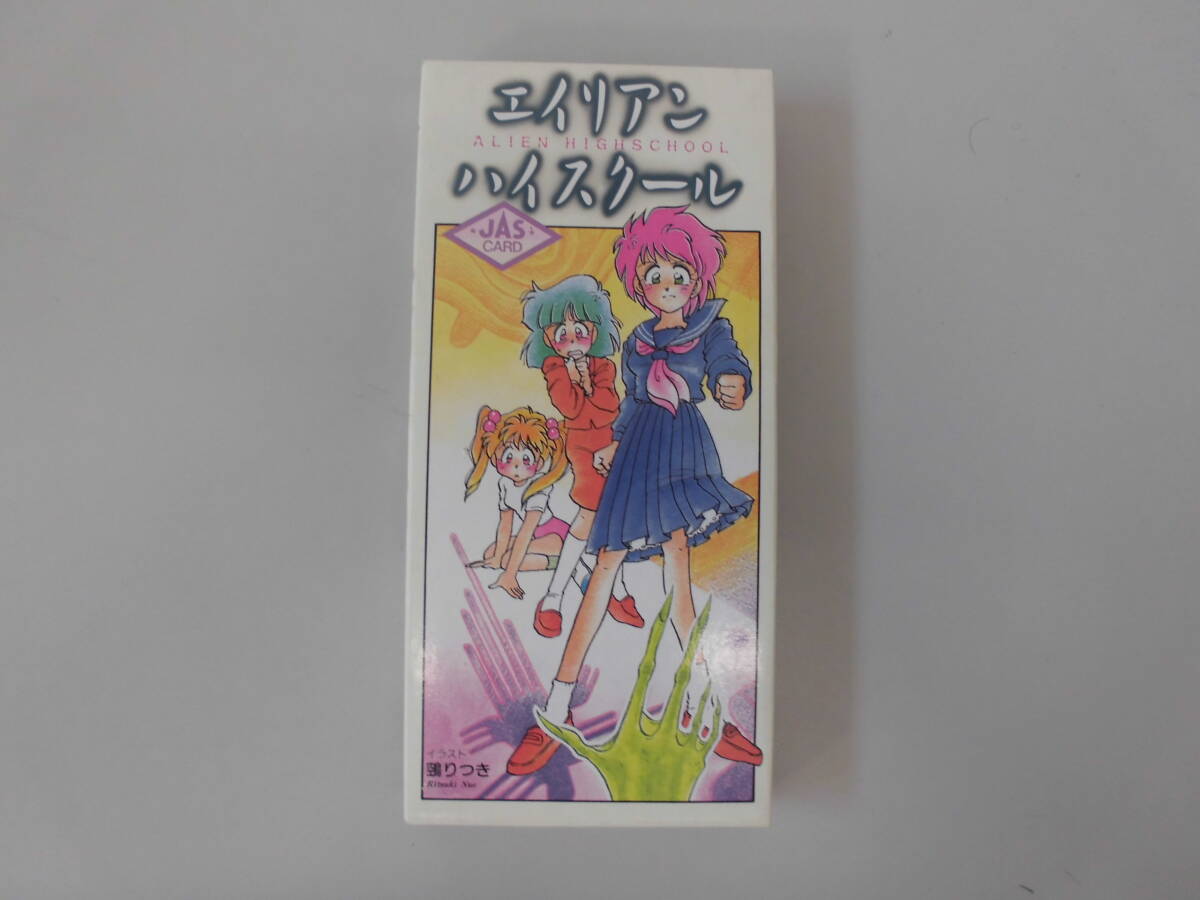 エイリアン
ALIEN HIGHSCHOOL
ハイスクール
JAS
CARD
イラスト
鵺りつき
Ritsuki Nue